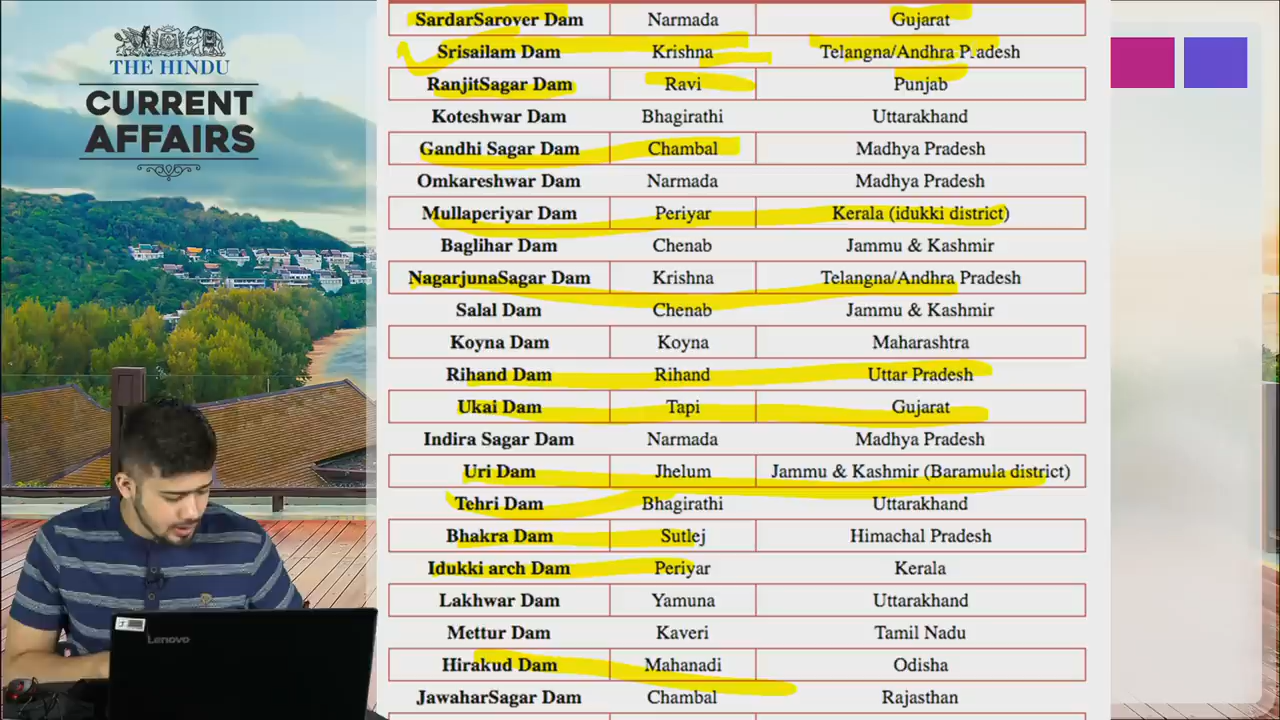 THE HINDU
CURRENT
AFFAIRS
SardarSarover Dam Narmada Gujarat
Srisailam Dam Krishna Telangna/Andhra Pradesh
RanjitSagar Dam Ravi Punjab
Koteshwar Dam Bhagirathi Uttarakhand
Gandhi Sagar Dam Chambal Madhya Pradesh
Omkareshwar Dam Narmada Madhya Pradesh
Mullaperiyar Dam Periyar Kerala (idukki district)
Baglihar Dam Chenab Jammu & Kashmir
NagarjunaSagar Dam Krishna Telangna/Andhra Pradesh
Salal Dam Chenab Jammu & Kashmir
Koyna Dam Koyna Maharashtra
Rihand Dam Rihand Uttar Pradesh
Ukai Dam Tapi Gujarat
Indira Sagar Dam Narmada Madhya Pradesh
Uri Dam Jhelum Jammu & Kashmir (Baramula district)
Tehri Dam Bhagirathi Uttarakhand
Bhakra Dam Sutlej Himachal Pradesh
Idukki arch Dam Periyar Kerala
Lakhwar Dam Yamuna Uttarakhand
Mettur Dam Kaveri Tamil Nadu
Hirakud Dam Mahanadi Odisha
JawaharSagar Dam Chambal Rajasthan
Lenovo